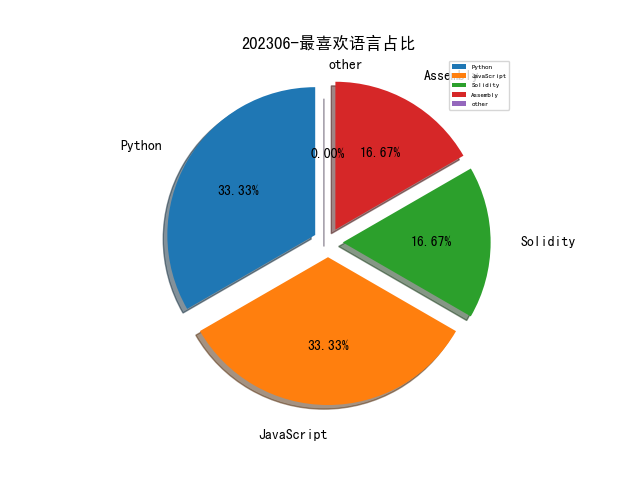 202306-最喜欢语言占比
other
Python
33.33%
0.00%
16.67%
16.67%
Solidity
33.33%
JavaScript
Python
JavaScript
Solidity
Assembly
other